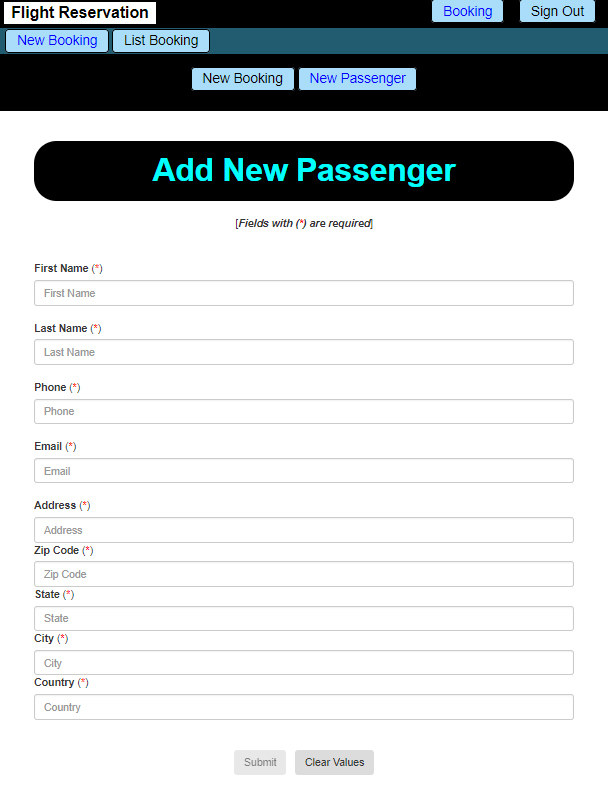 Flight Reservation
Booking Sign Out
New Booking List Booking
New Booking New Passenger
Add New Passenger
[Fields with (*) are required]
First Name (*)
First Name
Last Name (*)
Last Name
Phone (*)
Phone
Email (*)
Email
Address (*)
Address
Zip Code (*)
Zip Code
State (*)
State
City (*)
City
Country (*)
Country
Submit Clear Values